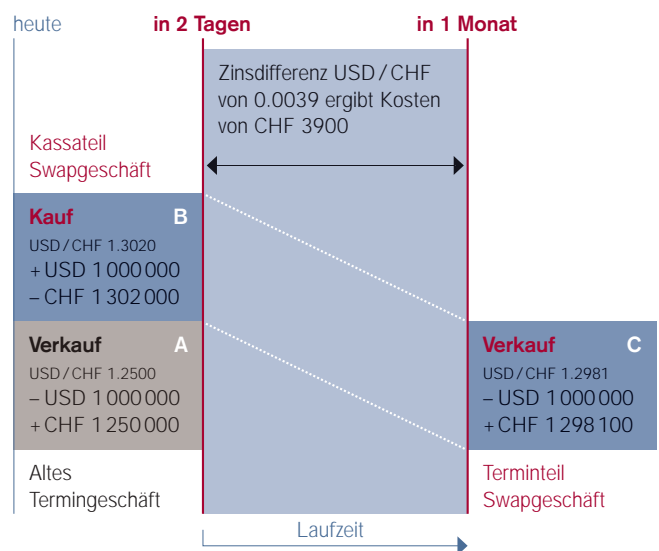 heute
in 2 Tagen
in 1 Monat
Zinsdifferenz USD / CHF
von 0.0039 ergibt Kosten
von CHF 3900
Kassateil
Swapgeschäft
Kauf B
USD / CHF 1.3020
+ USD 1 000 000
– CHF 1 302 000
Verkauf A
USD / CHF 1.2500
– USD 1 000 000
+ CHF 1 250 000
Altes
Termingeschäft
Verkauf C
USD / CHF 1.2981
– USD 1 000 000
+ CHF 1 298 100
Terminteil
Swapgeschäft
Laufzeit